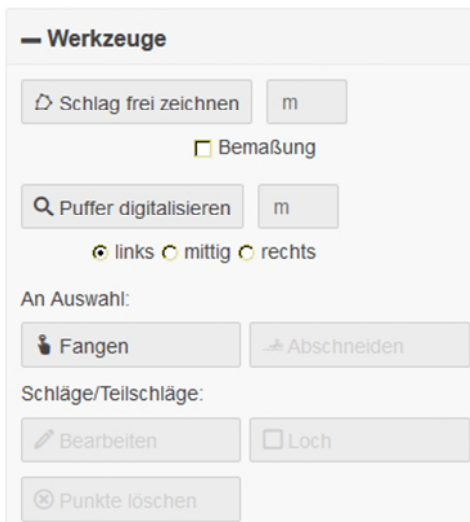 Werkzeuge
Schlag frei zeichnen m
Bemaßung
Puffer digitalisieren m
links mittig rechts
An Auswahl:
Fangen Abschneiden
Schläge/Teilschläge:
Bearbeiten Loch
Punkte löschen